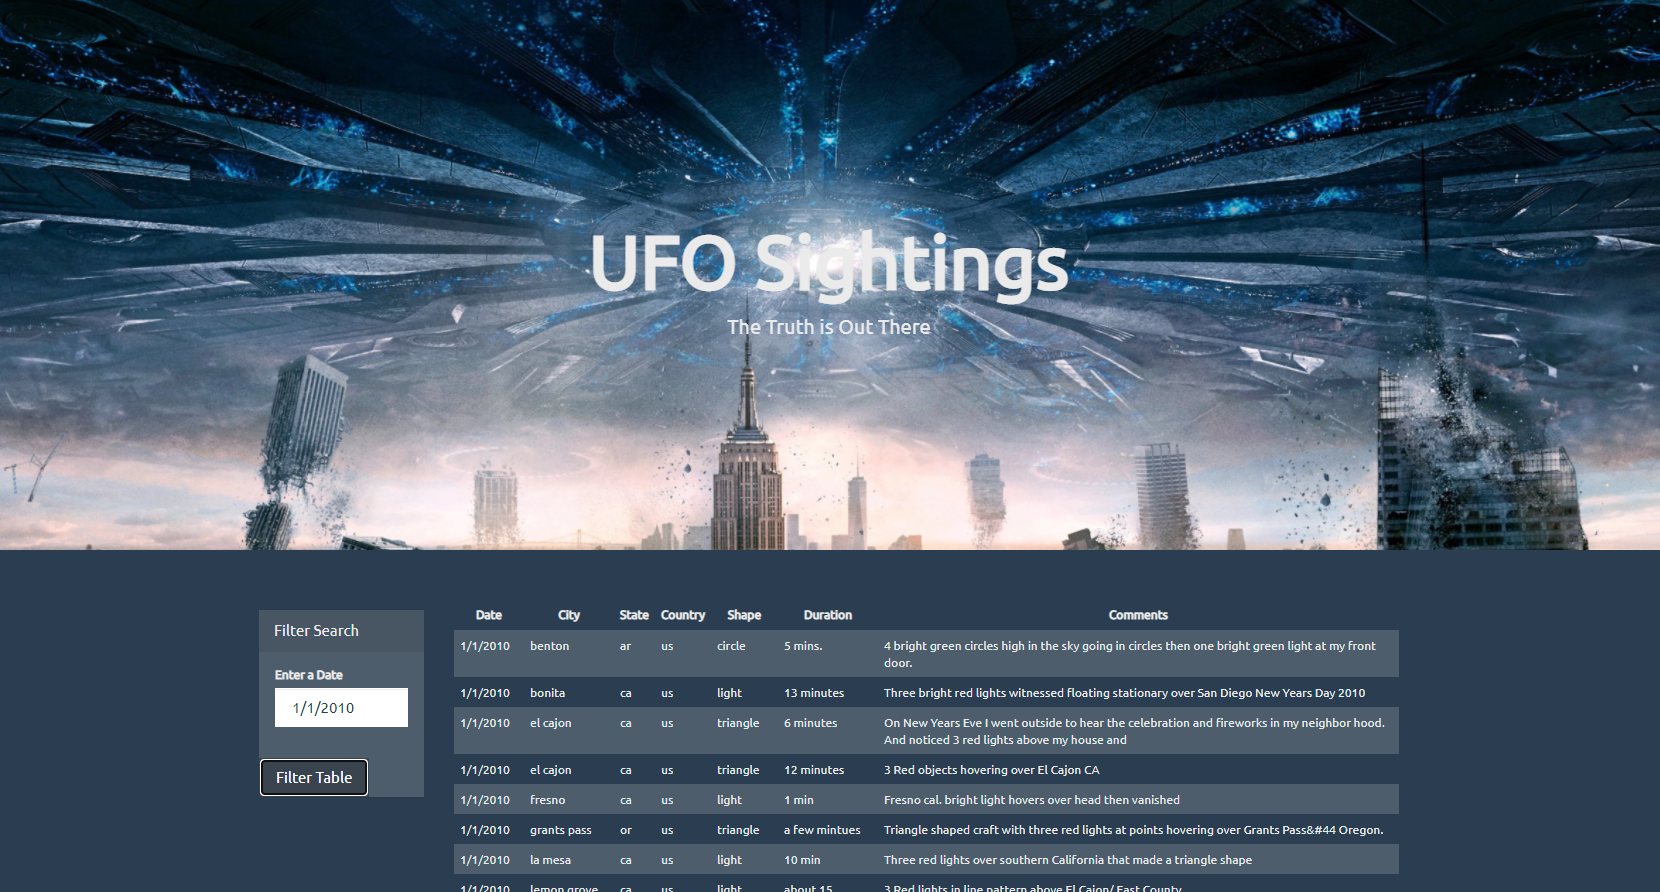 UFO Sightings
The Truth is Out There
Filter Search
Enter a Date
1/1/2010
Filter Table
Date City State Country Shape Duration Comments
1/1/2010 benton ar us circle 5 mins. 4 bright green circles high in the sky going in circles then one bright green light at my front
door.
1/1/2010 bonita ca us light 13 minutes Three bright red lights witnessed floating stationary over San Diego New Years Day 2010
1/1/2010 el cajon ca us triangle 6 minutes On New Years Eve I went outside to hear the celebration and fireworks in my neighbor hood.
And noticed 3 red lights above my house and
1/1/2010 el cajon ca us triangle 12 minutes 3 Red objects hovering over El Cajon CA
1/1/2010 fresno ca us light 1 min Fresno cal. bright light hovers over head then vanished
1/1/2010 grants pass or us triangle a few mintues Triangle shaped craft with three red lights at points hovering over Grants Pass&#44 Oregon.
1/1/2010 la mesa ca us light 10 min Three red lights over southern California that made a triangle shape
1/1/2010 lemon grove ca us light about 15 3 Red lights in line pattern above El Cajon/ East County